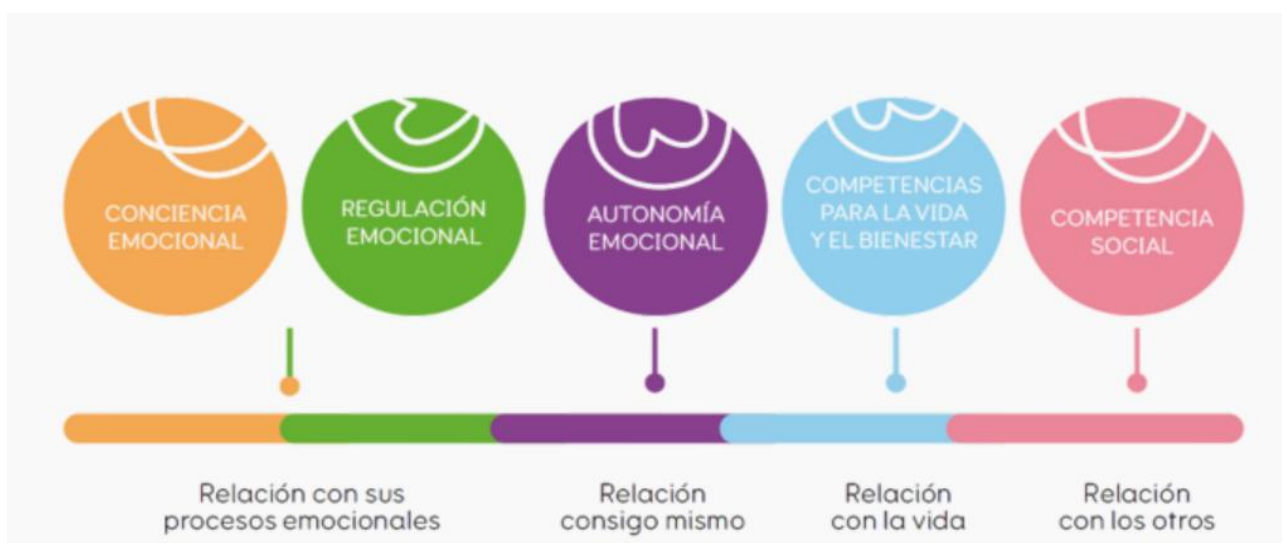 CONCIENCIA
EMOCIONAL
REGULACIÓN
EMOCIONAL
AUTONOMÍA
EMOCIONAL
COMPETENCIAS
PARA LA VIDA
Y EL BIENESTAR
COMPETENCIA
SOCIAL
Relación con sus
procesos emocionales
Relación
consigo mismo
Relación
con la vida
Relación
con los otros